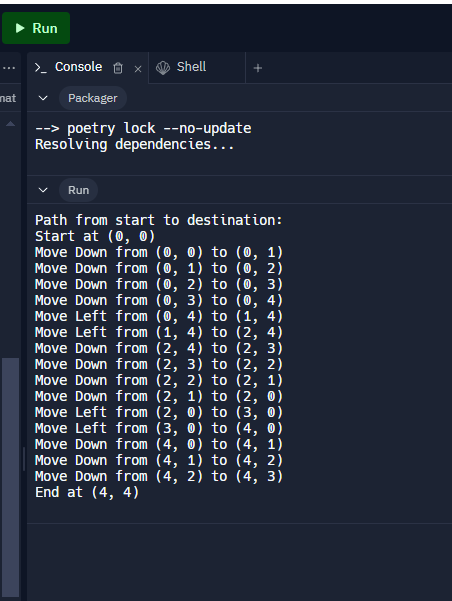 Run
Console
Shell
mat
Packager
--> poetry lock --no-update
Resolving dependencies...
Run
Path from start to destination:
Start at (0, 0)
Move Down from (0, 0) to (0, 1)
Move Down from (0, 1) to (0, 2)
Move Down from (0, 2) to (0, 3)
Move Down from (0, 3) to (0, 4)
Move Left from (0, 4) to (1, 4)
Move Left from (1, 4) to (2, 4)
Move Down from (2, 4) to (2, 3)
Move Down from (2, 3) to (2, 2)
Move Down from (2, 2) to (2, 1)
Move Down from (2, 1) to (2, 0)
Move Left from (2, 0) to (3, 0)
Move Left from (3, 0) to (4, 0)
Move Down from (4, 0) to (4, 1)
Move Down from (4, 1) to (4, 2)
Move Down from (4, 2) to (4, 3)
End at (4, 4)